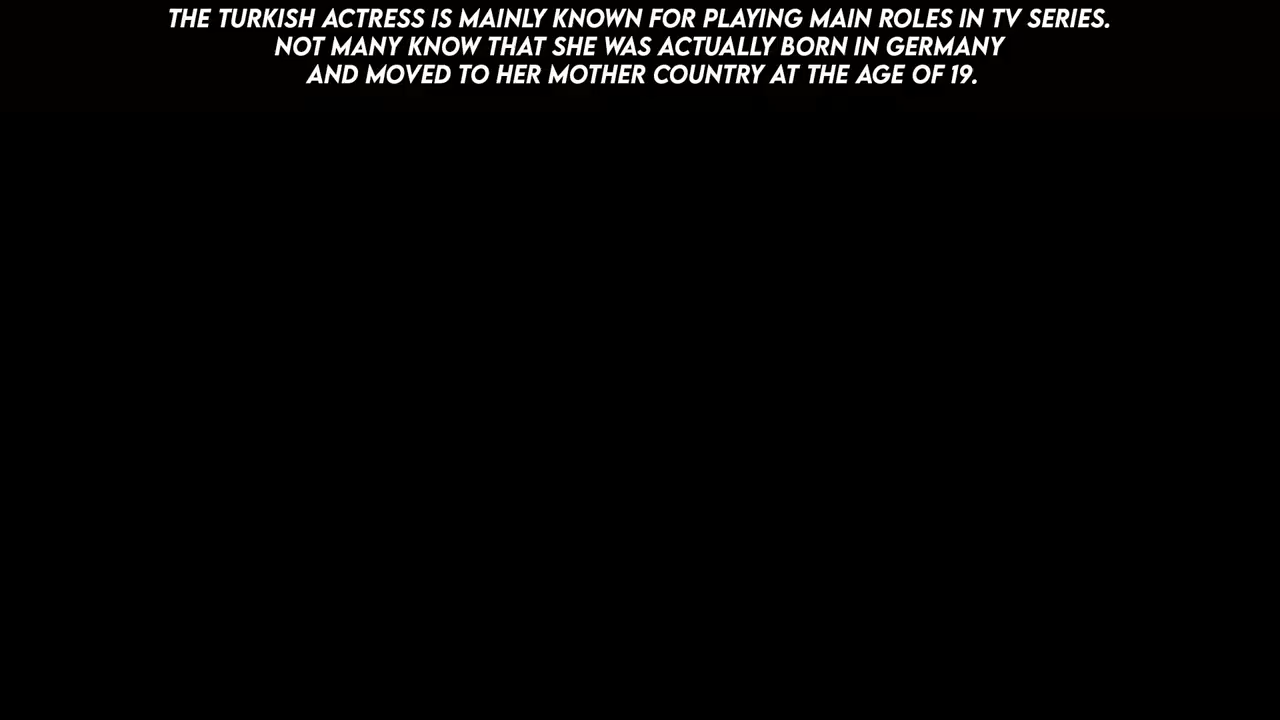 THE TURKISH ACTRESS IS MAINLY KNOWN FOR PLAYING MAIN ROLES IN TV SERIES.
NOT MANY KNOW THAT SHE WAS ACTUALLY BORN IN GERMANY
AND MOVED TO HER MOTHER COUNTRY AT THE AGE OF 19.